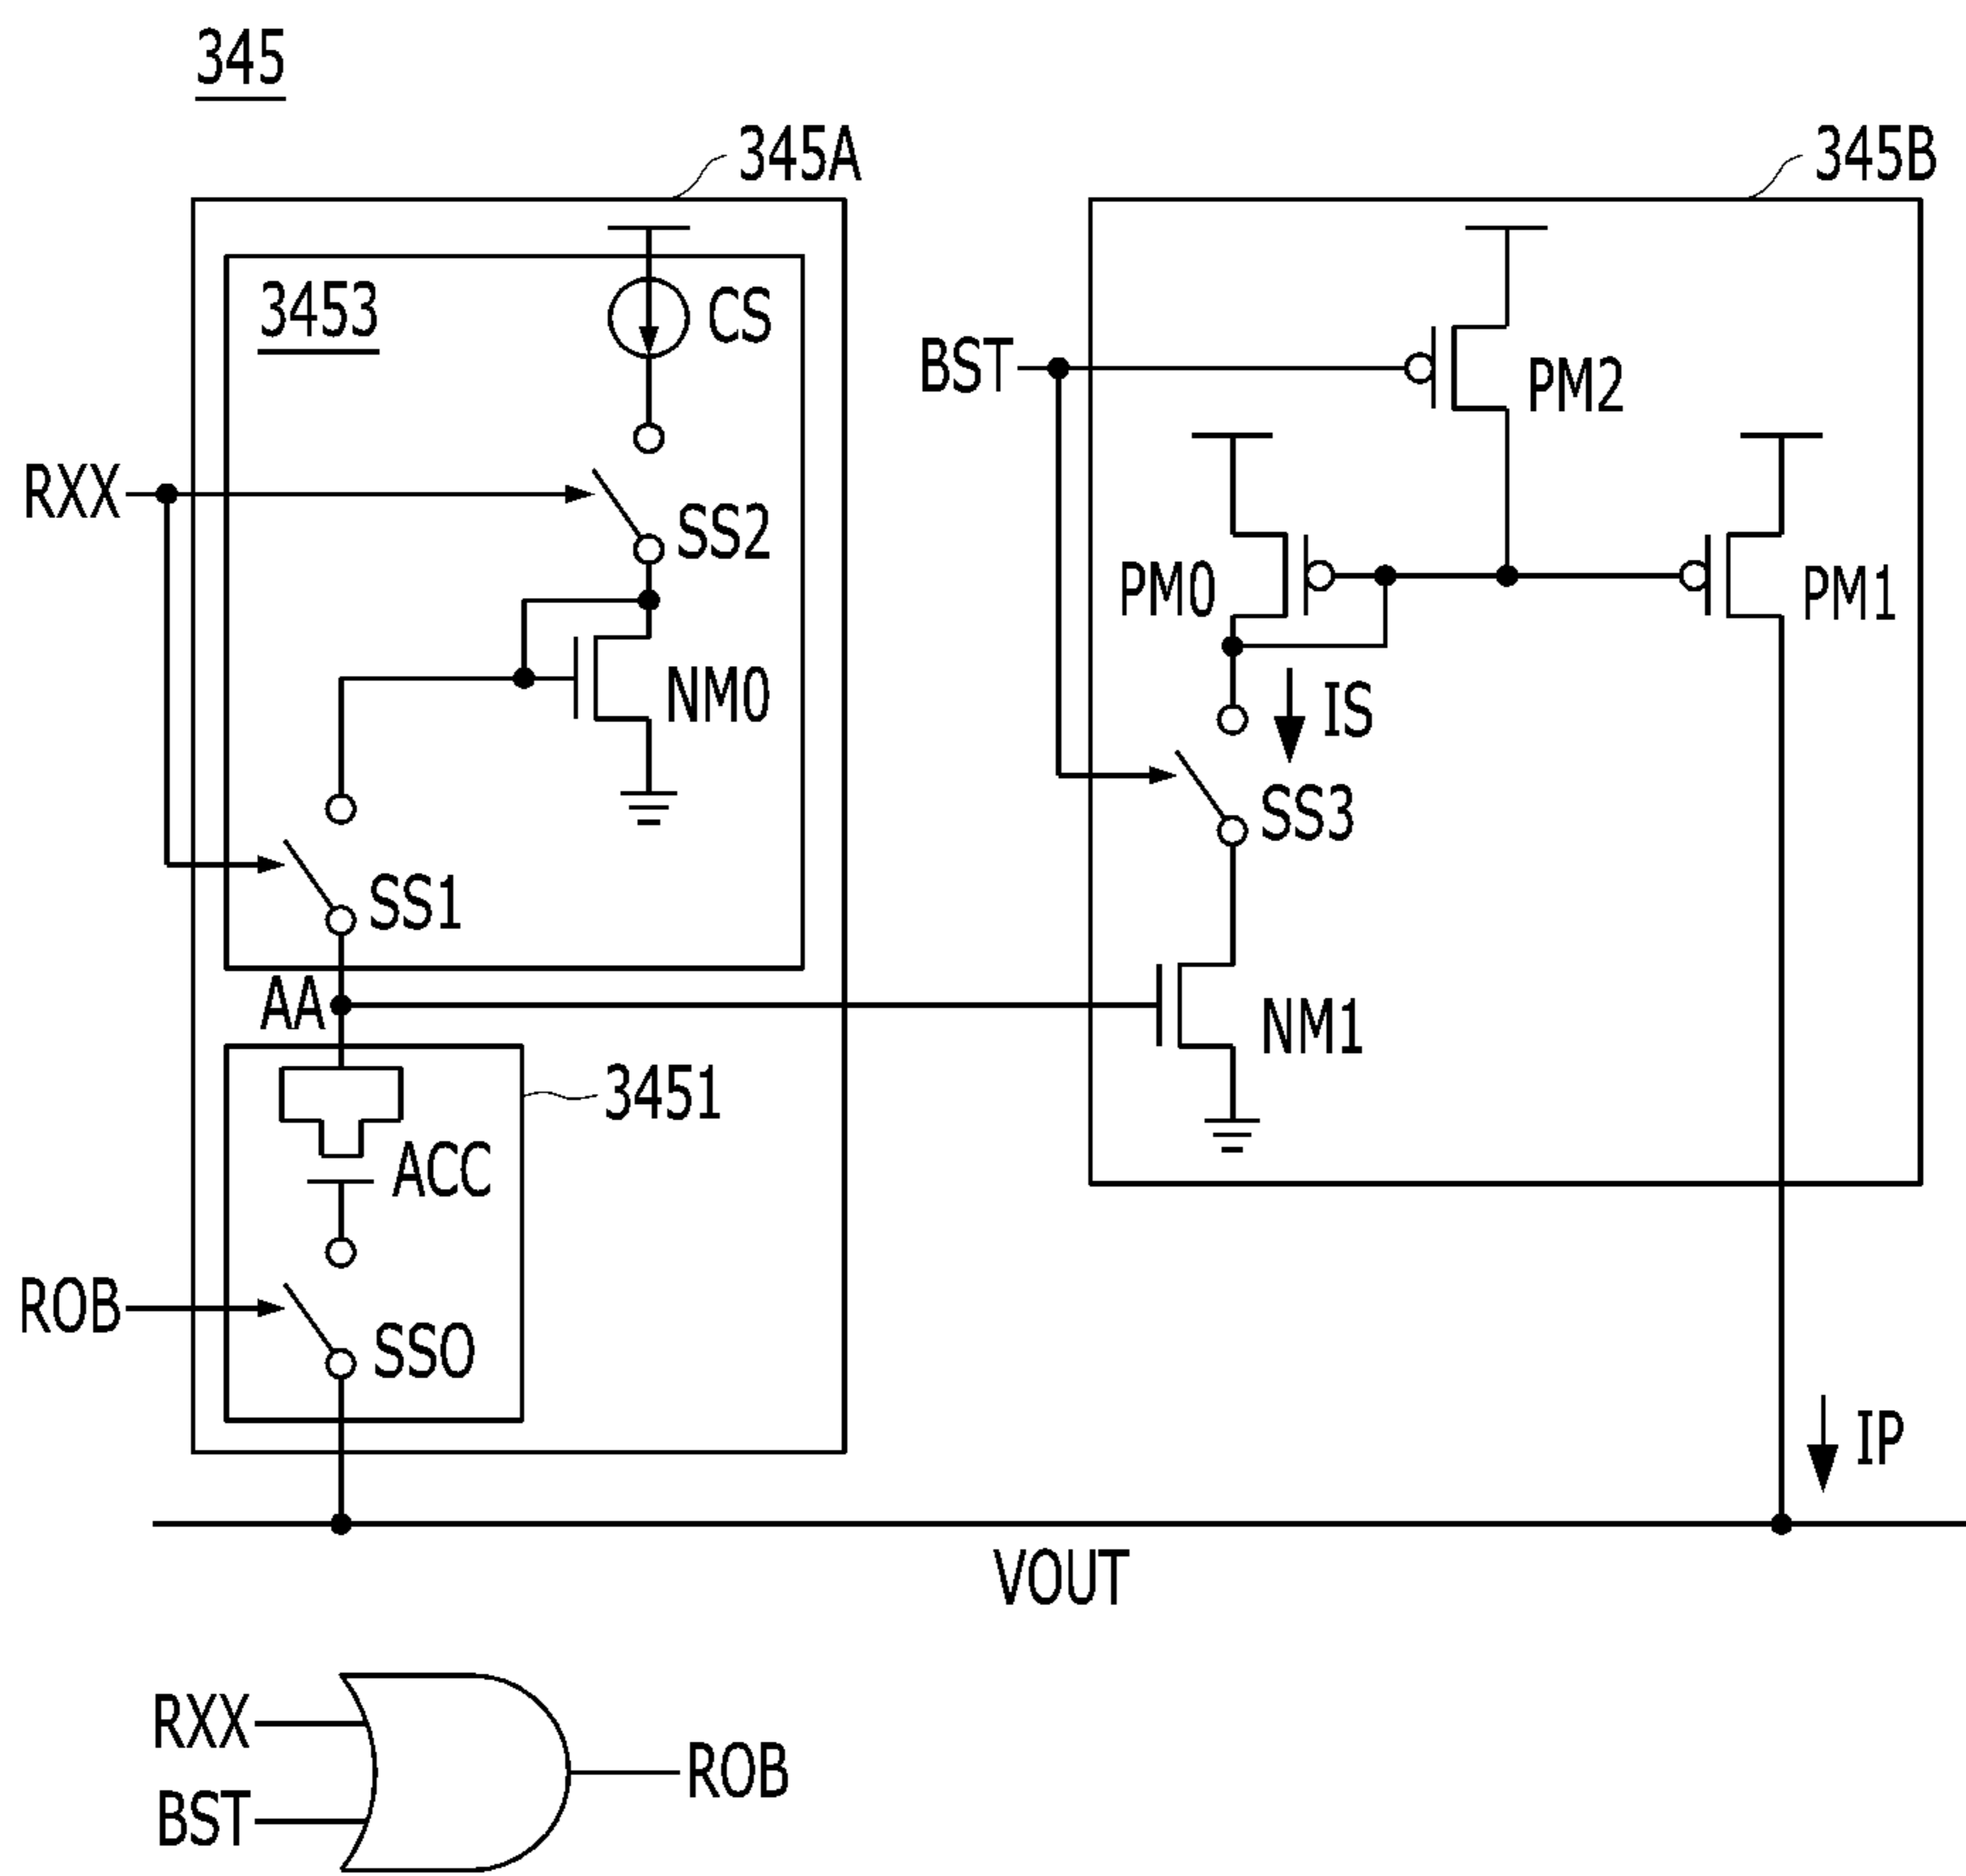 345
345A
345B
3453
CS
BST
PM2
RXX
SS2
PM0
PM1
NM0
IS
SS3
SS1
AA
NM1
3451
ACC
ROB
SSO
IP
VOUT
RXX
ROB
BST